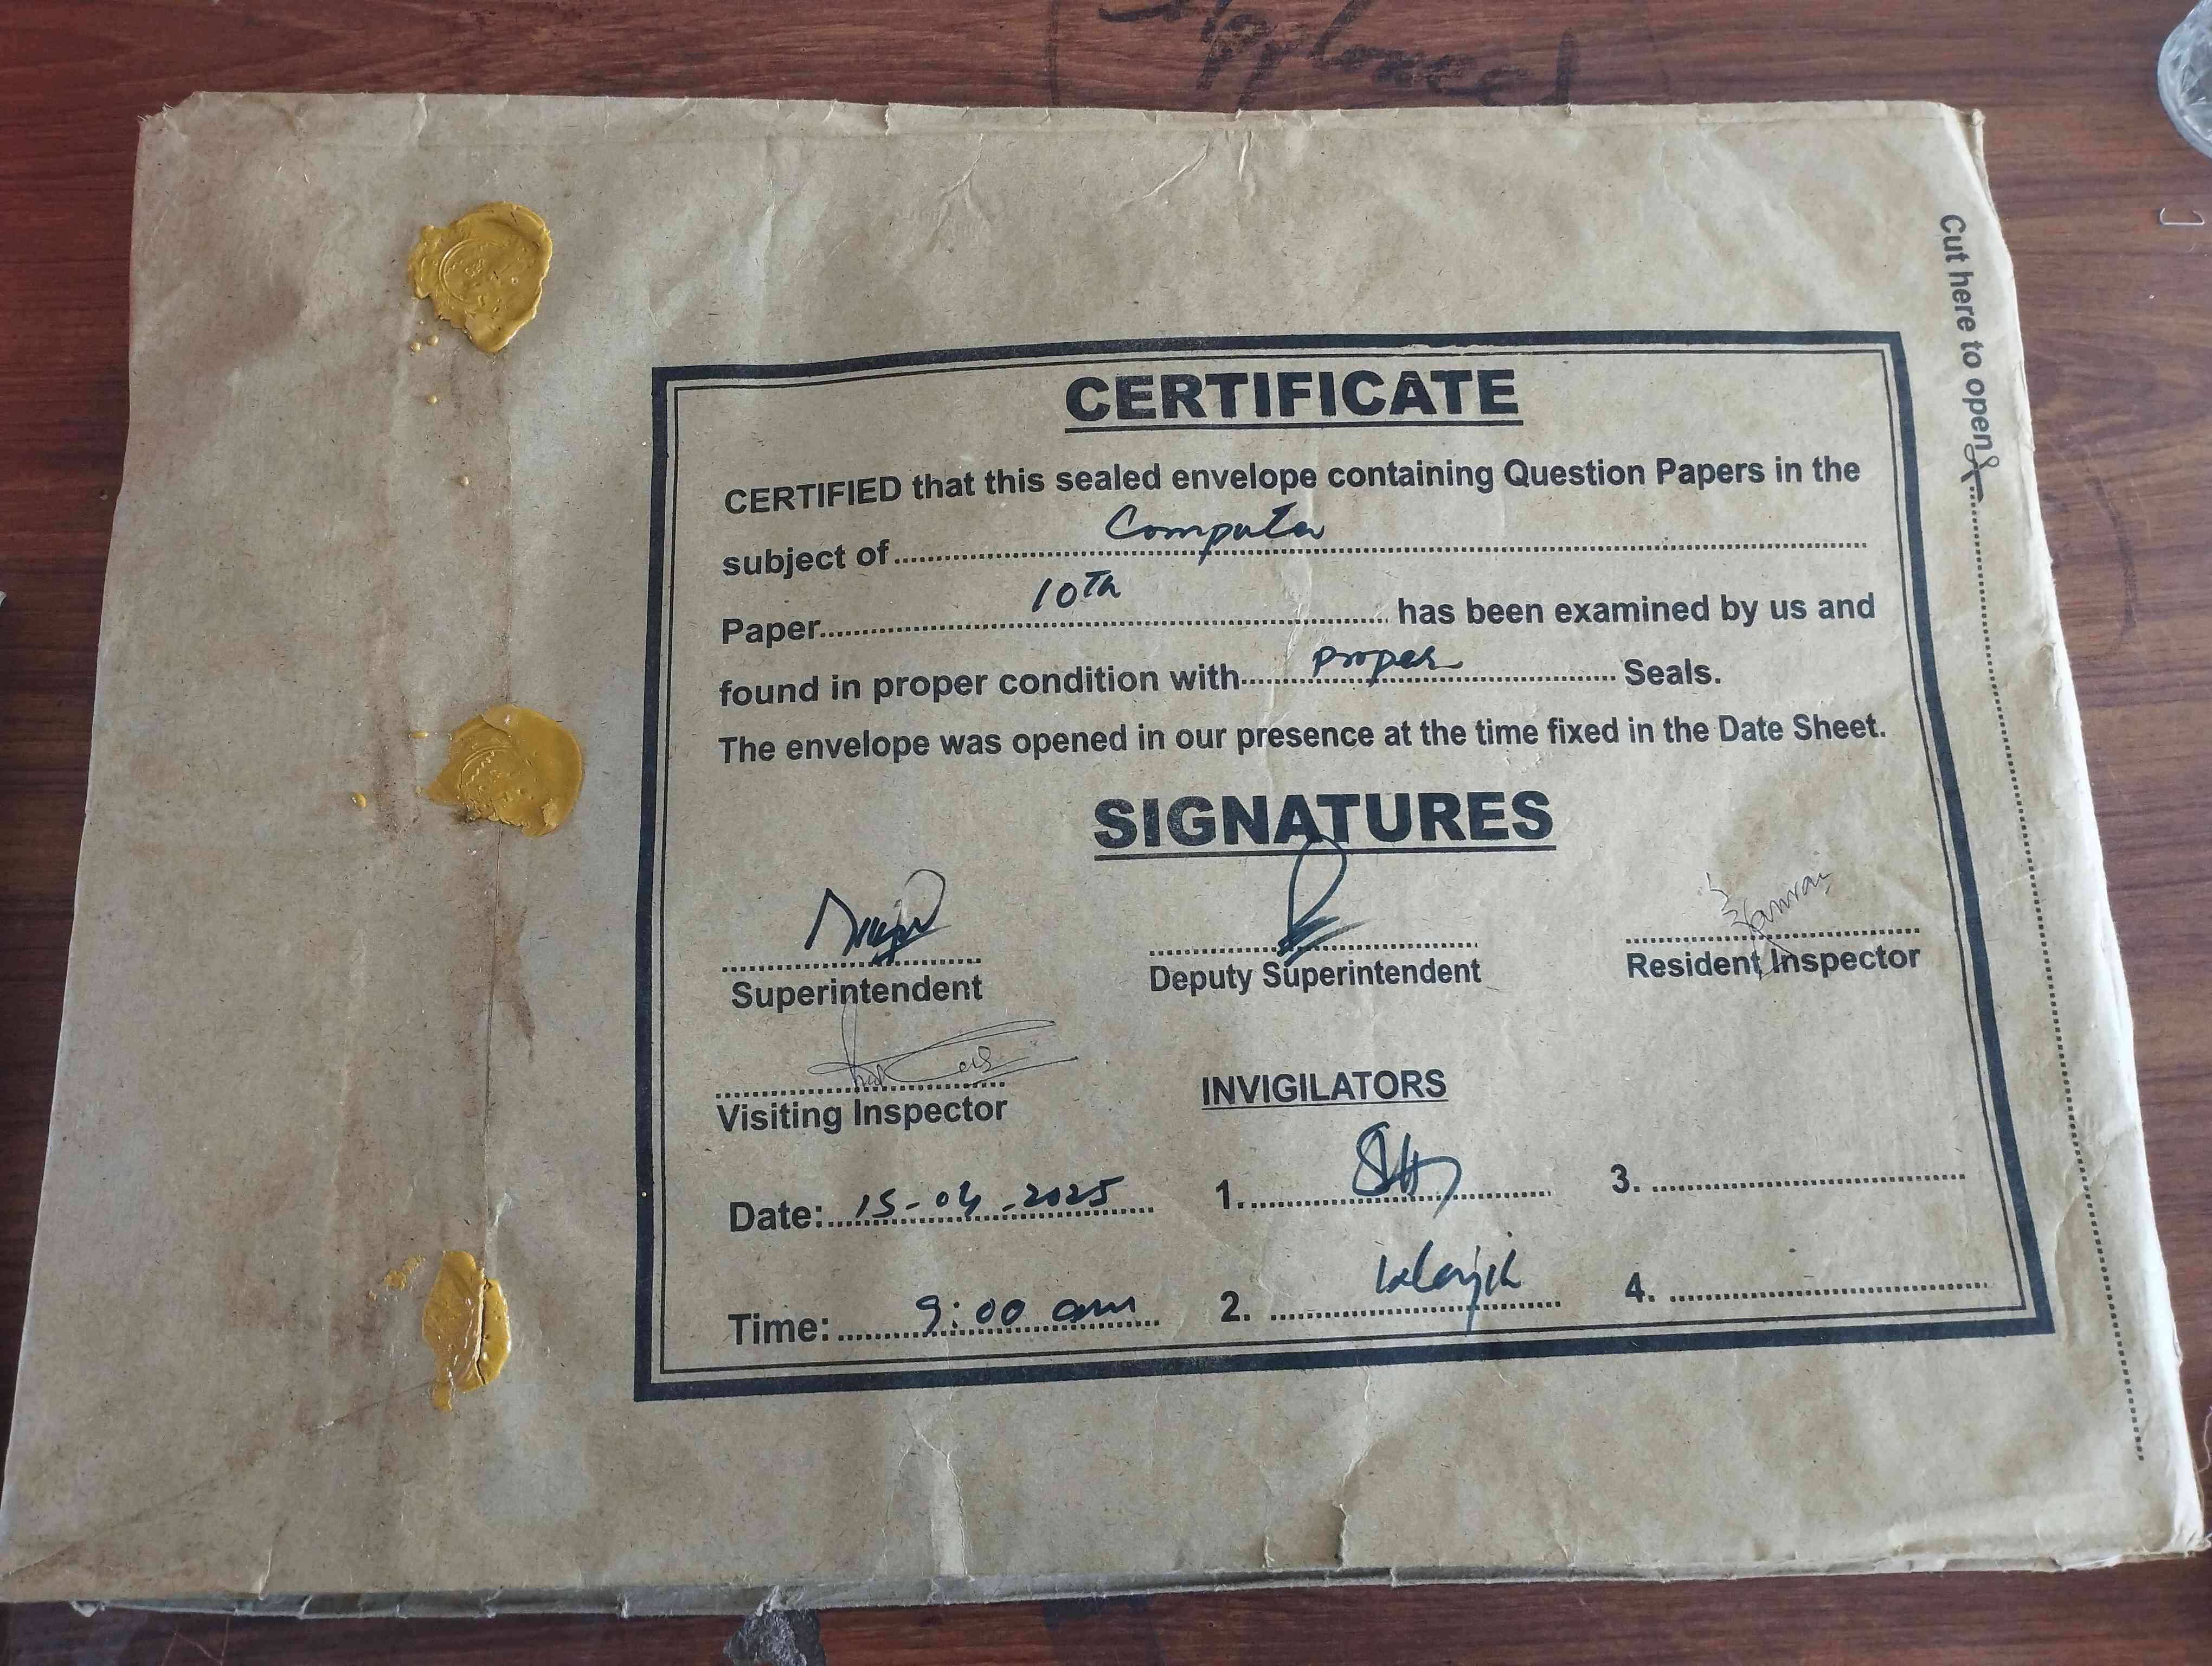 Cut here to open
CERTIFICATE
CERTIFIED that this sealed envelope containing Question Papers in the
subject of Computer
Paper 10Th has been examined by us and
found in proper condition with proper Seals.
The envelope was opened in our presence at the time fixed in the Date Sheet.
SIGNATURES
Superintendent Deputy Superintendent Resident Inspector
Visiting Inspector INVIGILATORS
Date: 15-04-2025 1. 3.
Time: 9:00 am 2. 4.